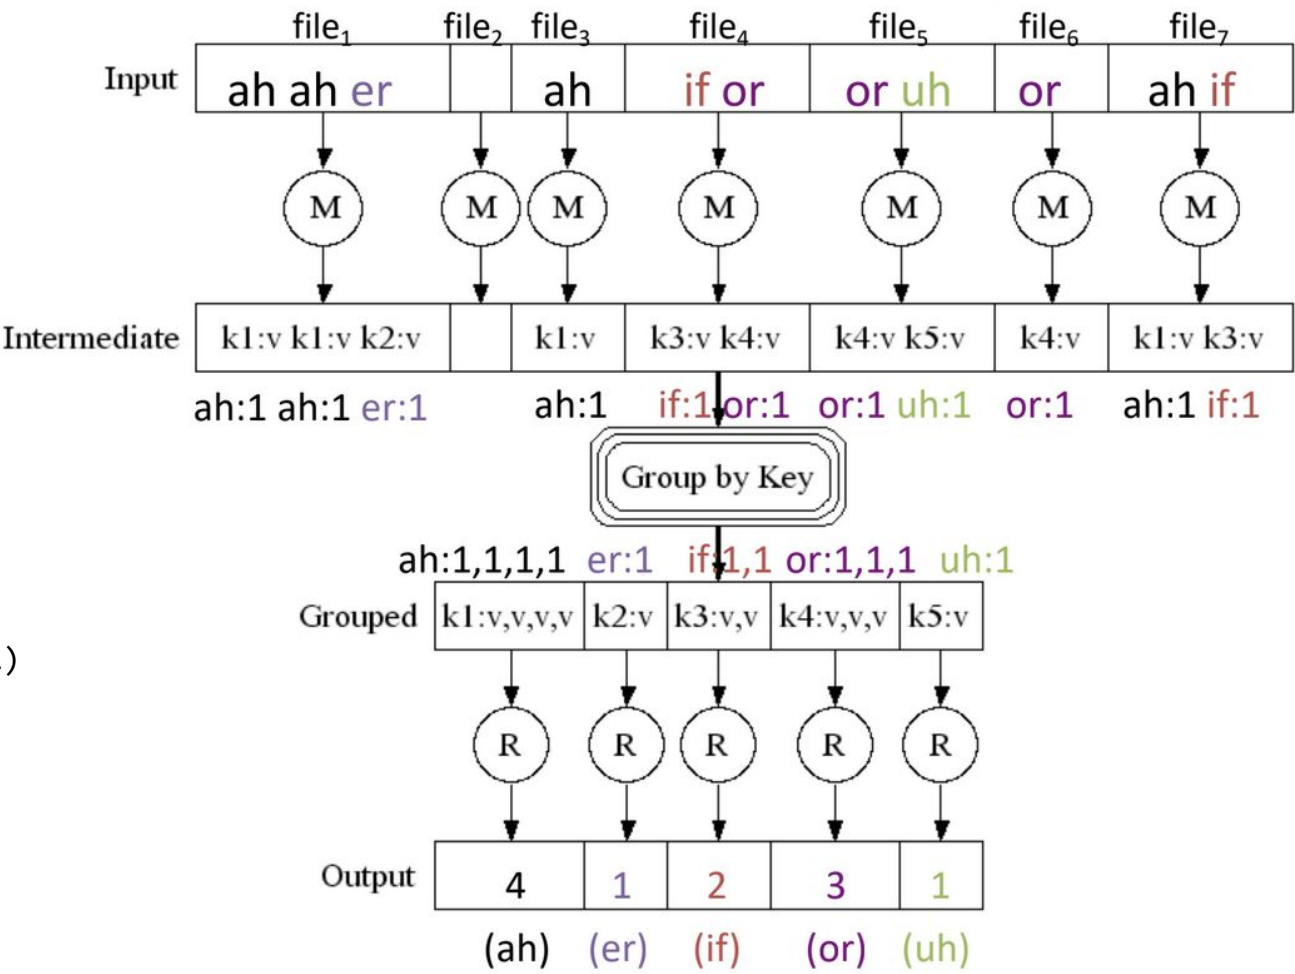 file₁ file₂ file₃ file₄ file₅ file₆ file₇
Input ah ah er ah if or or uh or ah if
M M M M M M M
Intermediate k1:v k1:v k2:v k1:v k3:v k4:v k4:v k5:v k4:v k1:v k3:v
ah:1 ah:1 er:1 ah:1 if:1 or:1 or:1 uh:1 or:1 ah:1 if:1
Group by Key
ah:1,1,1,1 er:1 if:1,1 or:1,1,1 uh:1
Grouped k1:v,v,v,v k2:v k3:v,v k4:v,v,v k5:v
)
R R R R R
Output 4 1 2 3 1
(ah) (er) (if) (or) (uh)